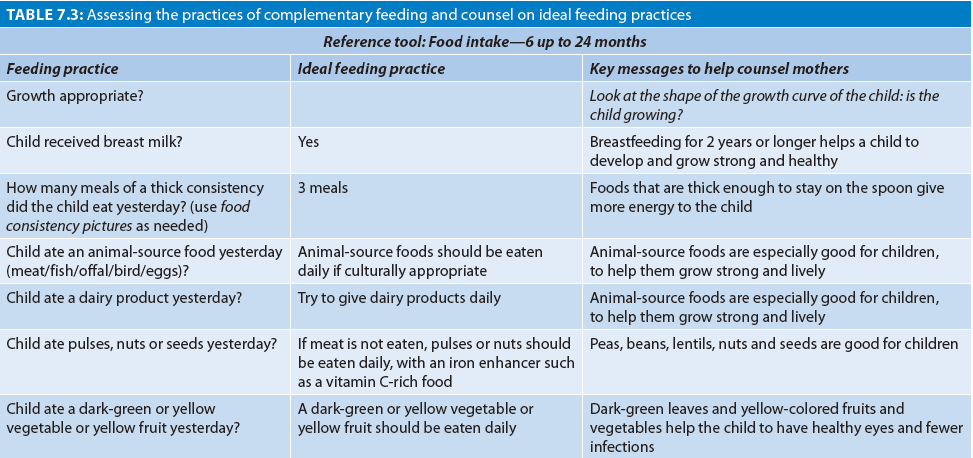 TABLE 7.3: Assessing the practices of complementary feeding and counsel on ideal feeding practices
Reference tool: Food intake—6 up to 24 months
Feeding practice
Ideal feeding practice
Key messages to help counsel mothers
Growth appropriate?
Look at the shape of the growth curve of the child: is the
child growing?
Child received breast milk?
Yes
Breastfeeding for 2 years or longer helps a child to
develop and grow strong and healthy
How many meals of a thick consistency
did the child eat yesterday? (use food
consistency pictures as needed)
3 meals
Foods that are thick enough to stay on the spoon give
more energy to the child
Child ate an animal-source food yesterday
(meat/fish/offal/bird/eggs)?
Animal-source foods should be eaten
daily if culturally appropriate
Animal-source foods are especially good for children,
to help them grow strong and lively
Child ate a dairy product yesterday?
Try to give dairy products daily
Animal-source foods are especially good for children,
to help them grow strong and lively
Child ate pulses, nuts or seeds yesterday?
If meat is not eaten, pulses or nuts should
be eaten daily, with an iron enhancer such
as a vitamin C-rich food
Peas, beans, lentils, nuts and seeds are good for children
Child ate a dark-green or yellow
vegetable or yellow fruit yesterday?
A dark-green or yellow vegetable or
yellow fruit should be eaten daily
Dark-green leaves and yellow-colored fruits and
vegetables help the child to have healthy eyes and fewer
infections